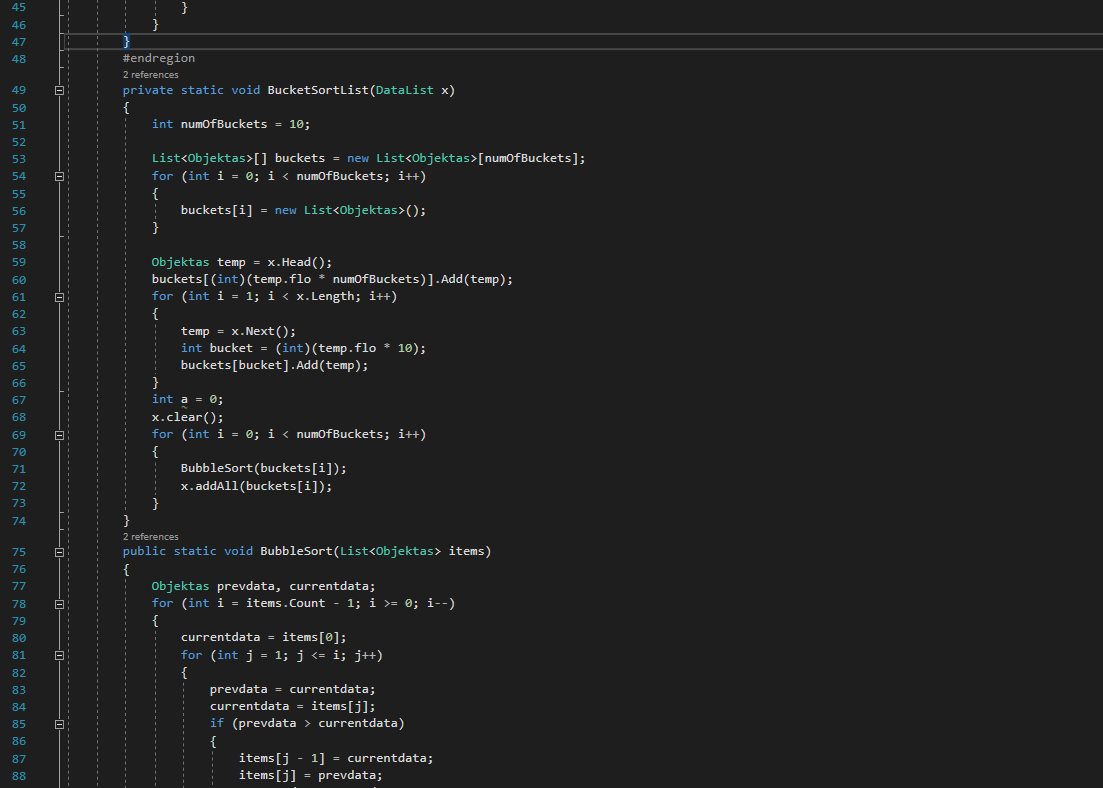 45 }
46 }
47 }
48 #endregion
2 references
49 private static void BucketSortList(DataList x)
50 {
51 int numOfBuckets = 10;
52
53 List<Objektas>[] buckets = new List<Objektas>[numOfBuckets];
54 for (int i = 0; i < numOfBuckets; i++)
55 {
56 buckets[i] = new List<Objektas>();
57 }
58
59 Objektas temp = x.Head();
60 buckets[(int)(temp.flo * numOfBuckets)].Add(temp);
61 for (int i = 1; i < x.Length; i++)
62 {
63 temp = x.Next();
64 int bucket = (int)(temp.flo * 10);
65 buckets[bucket].Add(temp);
66 }
67 int a = 0;
68 x.clear();
69 for (int i = 0; i < numOfBuckets; i++)
70 {
71 BubbleSort(buckets[i]);
72 x.addAll(buckets[i]);
73 }
74 }
2 references
75 public static void BubbleSort(List<Objektas> items)
76 {
77 Objektas prevdata, currentdata;
78 for (int i = items.Count - 1; i >= 0; i--)
79 {
80 currentdata = items[0];
81 for (int j = 1; j <= i; j++)
82 {
83 prevdata = currentdata;
84 currentdata = items[j];
85 if (prevdata > currentdata)
86 {
87 items[j - 1] = currentdata;
88 items[j] = prevdata;